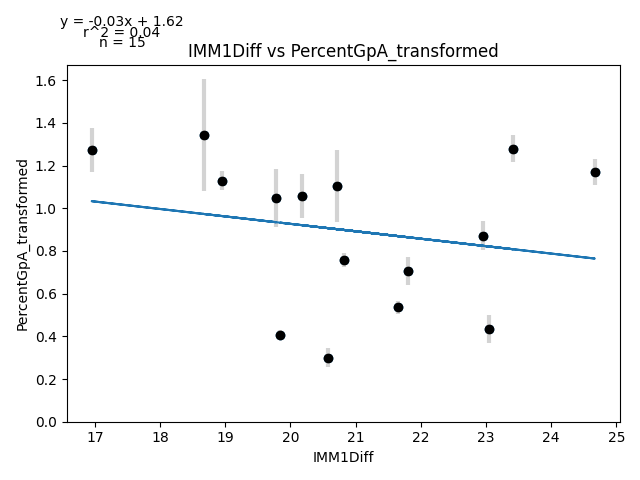 y = -0.03x + 1.62
r^2 = 0.04
n = 15
IMM1Diff vs PercentGpA_transformed
1.6
1.4
1.2
1.0
0.8
0.6
0.4
0.2
0.0
PercentGpA_transformed
17 18 19 20 21 22 23 24 25
IMM1Diff